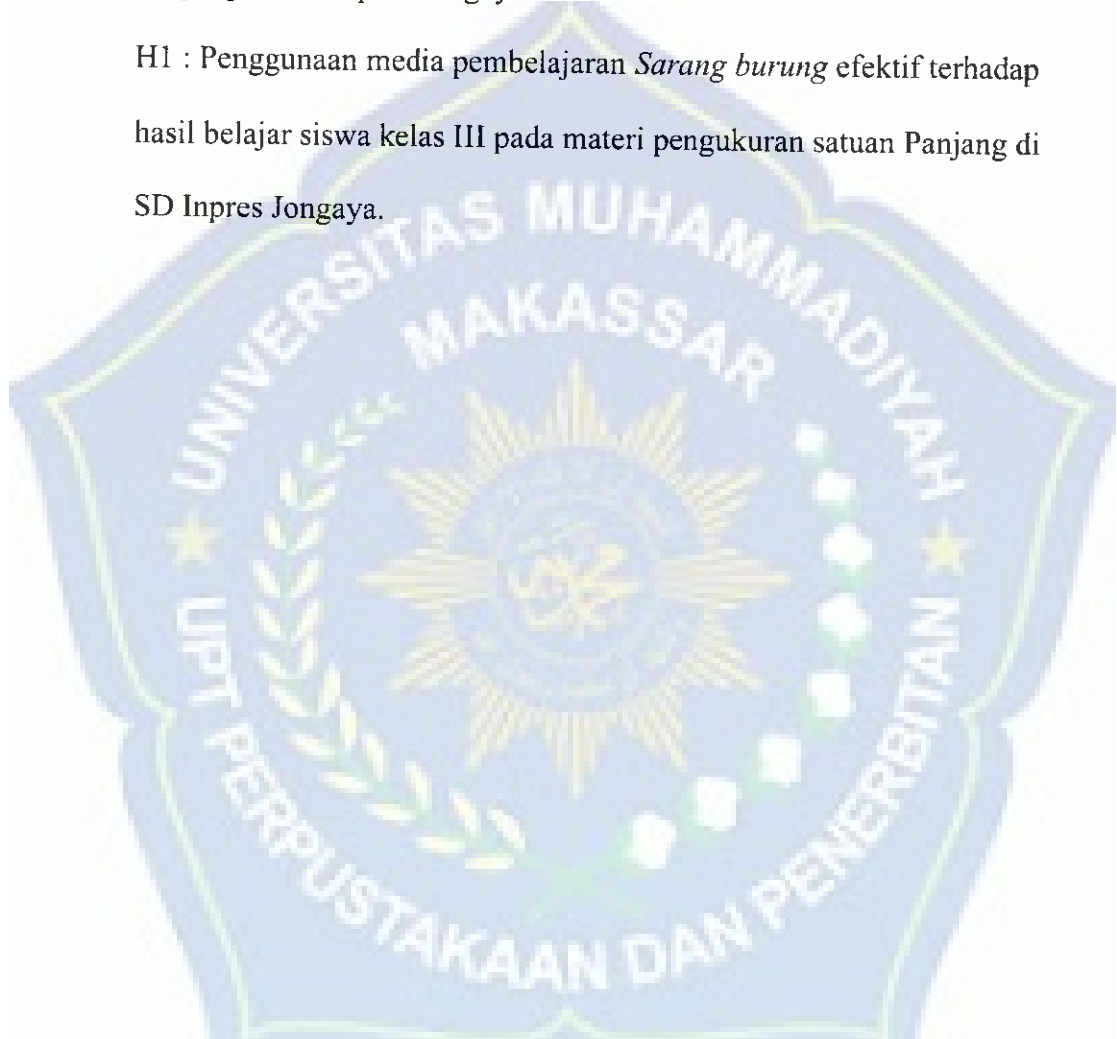 H1 : Penggunaan media pembelajaran Sarang burung efektif terhadap
hasil belajar siswa kelas III pada materi pengukuran satuan Panjang di
SD Inpres Jongaya.
UNIVERSITAS MUHAMMADIYAH
MAKASSAR
UPT PERPUSTAKAAN DAN PENERBITAN